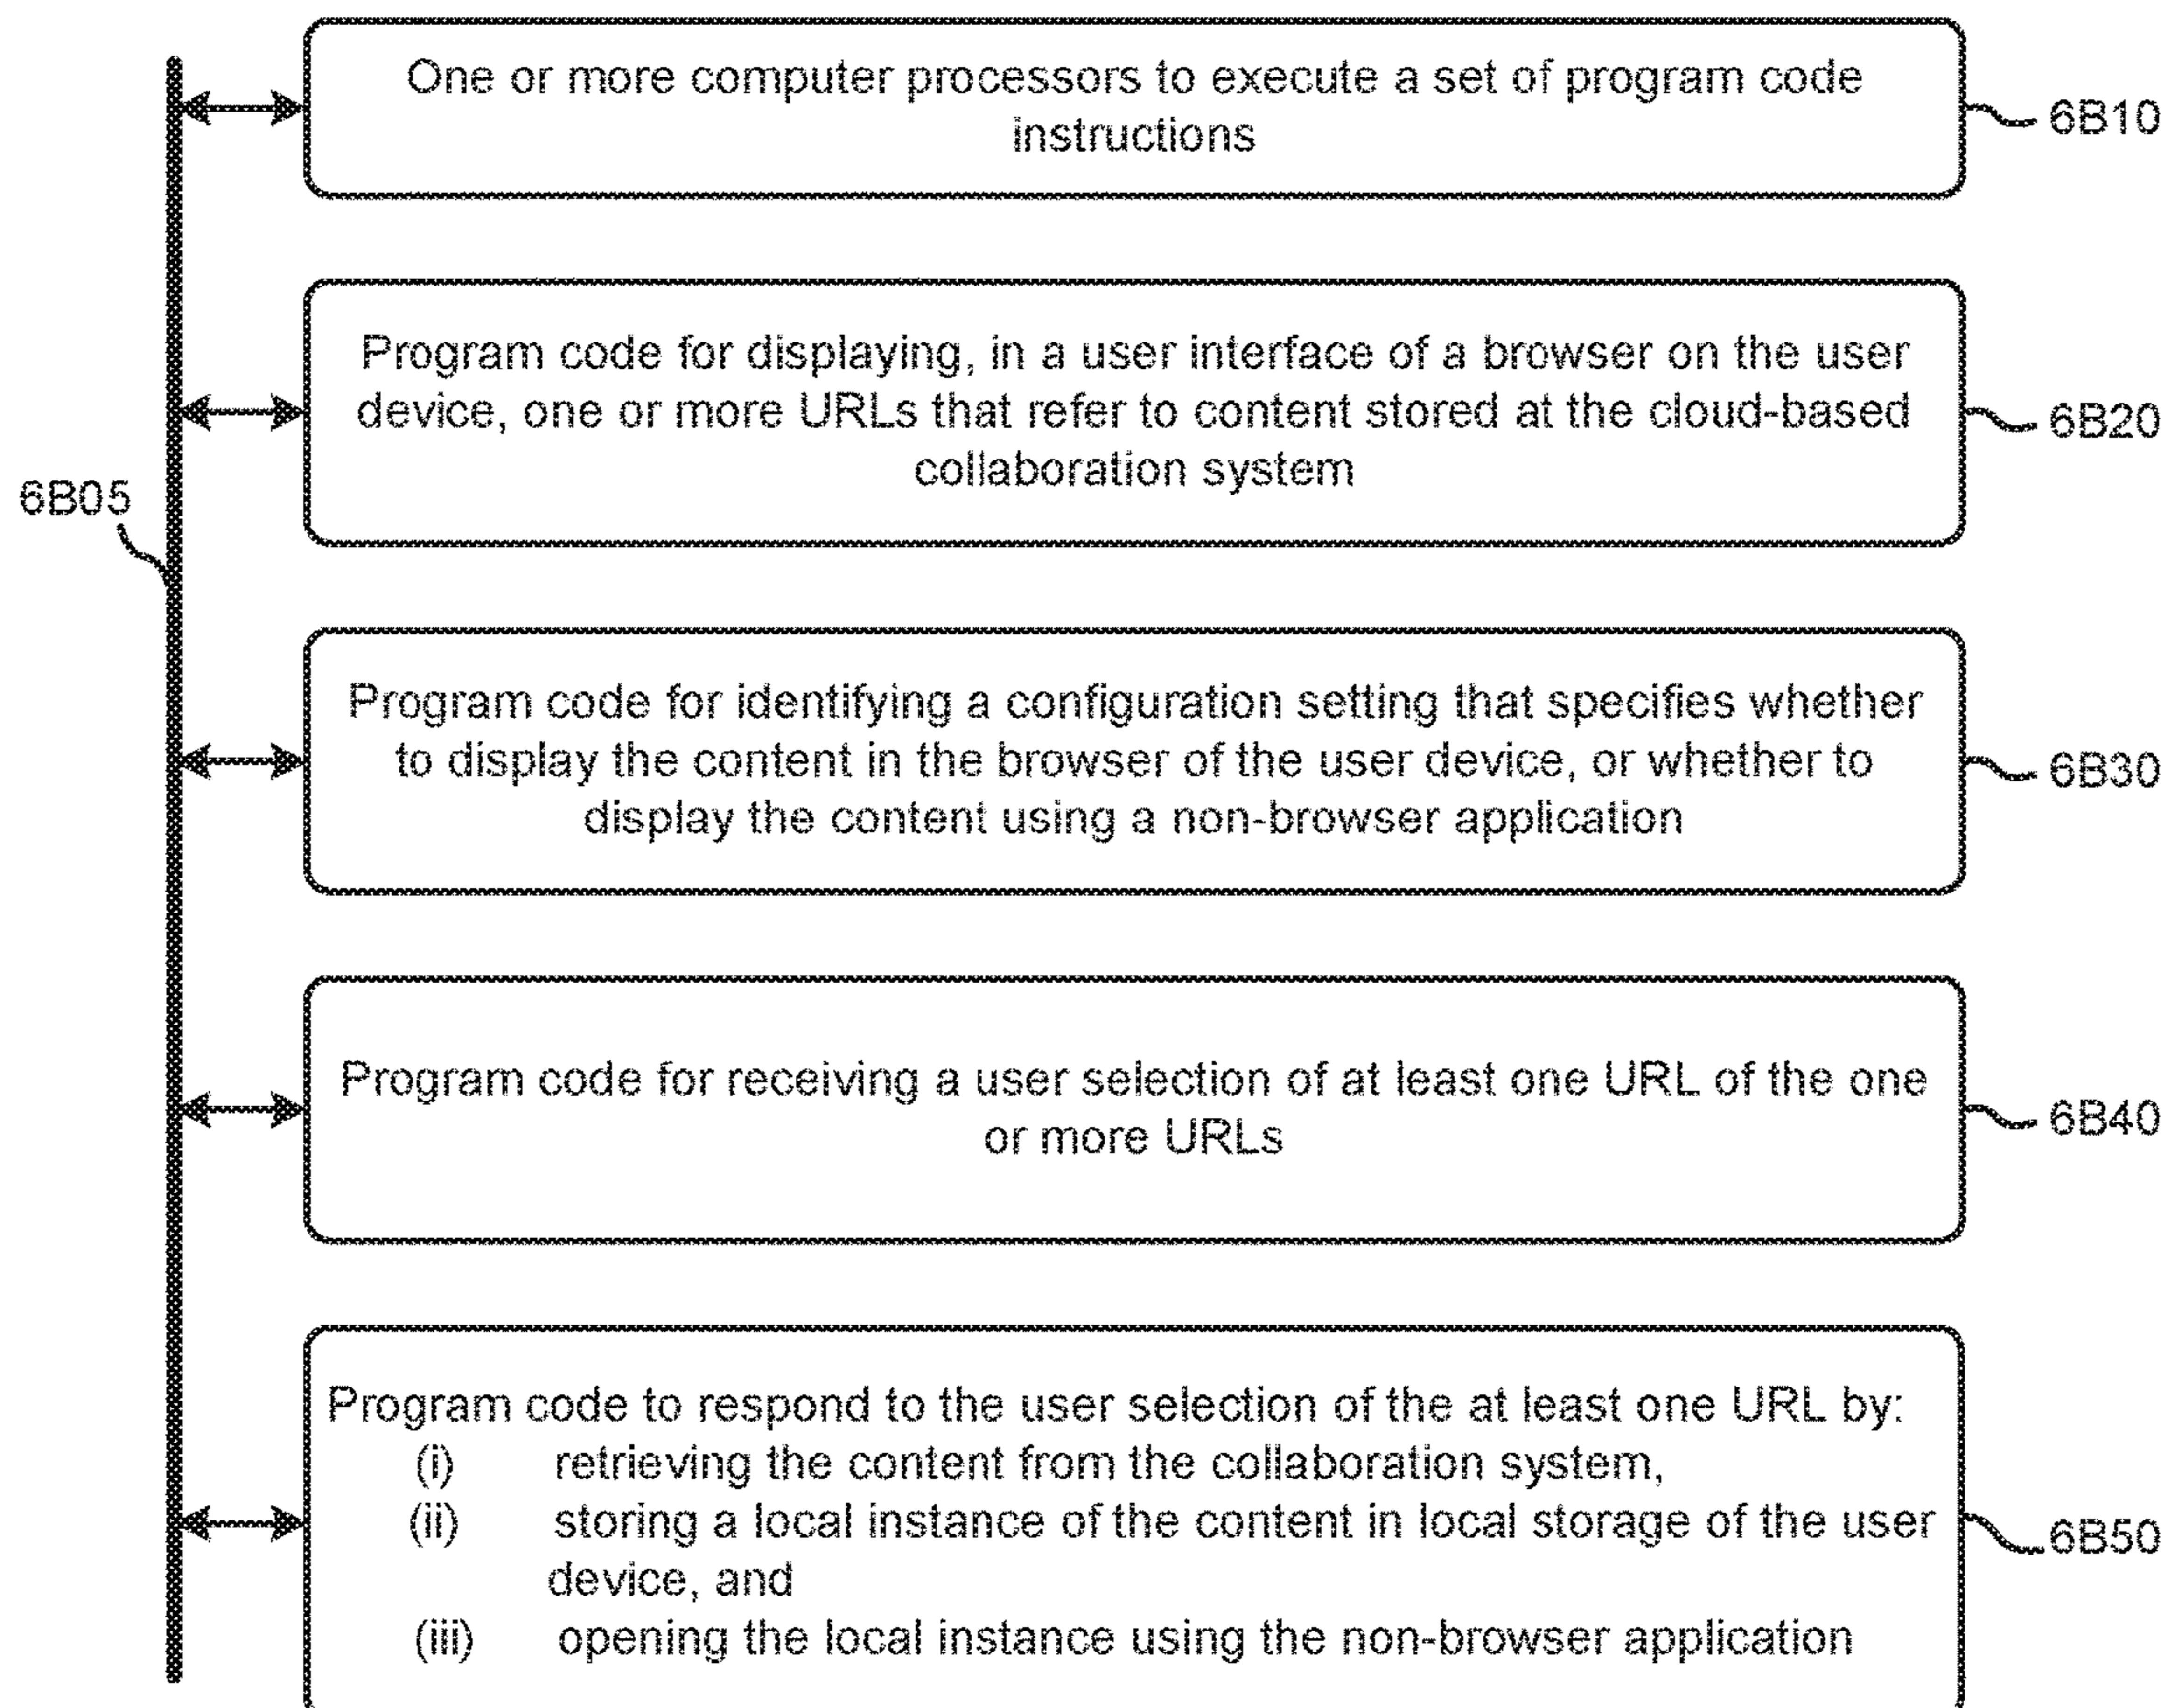 One or more computer processors to execute a set of program code
instructions
6B10
Program code for displaying, in a user interface of a browser on the user
device, one or more URLs that refer to content stored at the cloud-based
collaboration system
6B20
6B05
Program code for identifying a configuration setting that specifies whether
to display the content in the browser of the user device, or whether to
display the content using a non-browser application
6B30
Program code for receiving a user selection of at least one URL of the one
or more URLs
6B40
Program code to respond to the user selection of the at least one URL by:
(i) retrieving the content from the collaboration system,
(ii) storing a local instance of the content in local storage of the user
device, and
(iii) opening the local instance using the non-browser application
6B50